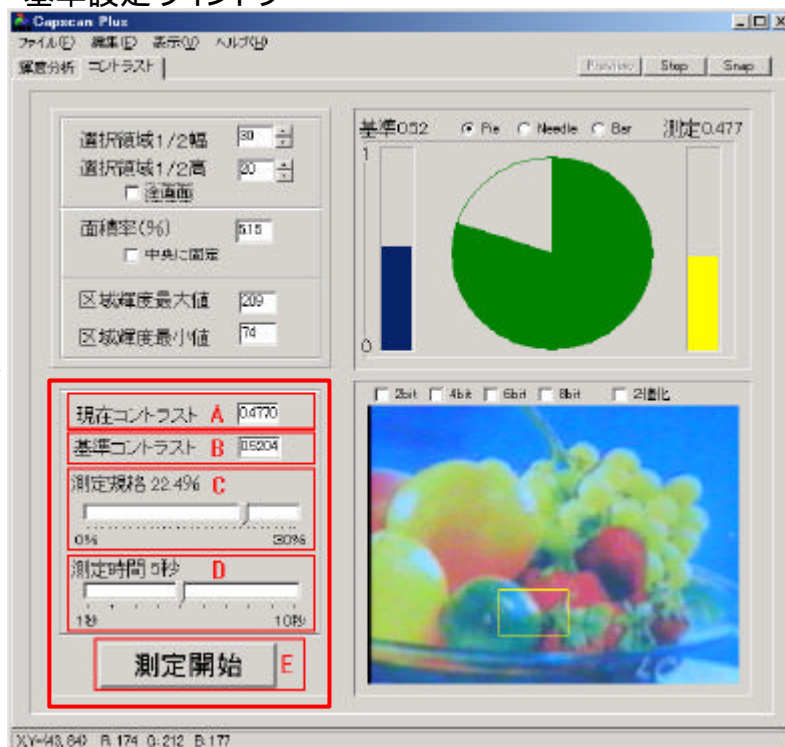 基準設定ウィンドウ
Capscan Plus
ファイル(F) 編集(E) 表示(V) ヘルプ(H)
輝度分析 コントラスト Preview Stop Snap
選択領域1/2幅 30
選択領域1/2高 20
全画面
面積率(%) 5.15
中央に固定
区域輝度最大値 209
区域輝度最小値 74
基準0.52 Pie Needle Bar 測定0.477
1
0
現在コントラスト A 0.4770
基準コントラスト B 0.5204
測定規格 22.4% C
0% 30%
測定時間 5秒 D
1秒 10秒
測定開始 E
2bit 4bit 6bit 8bit 2値化
X,Y=(43, 84) R:174 G:212 B:177